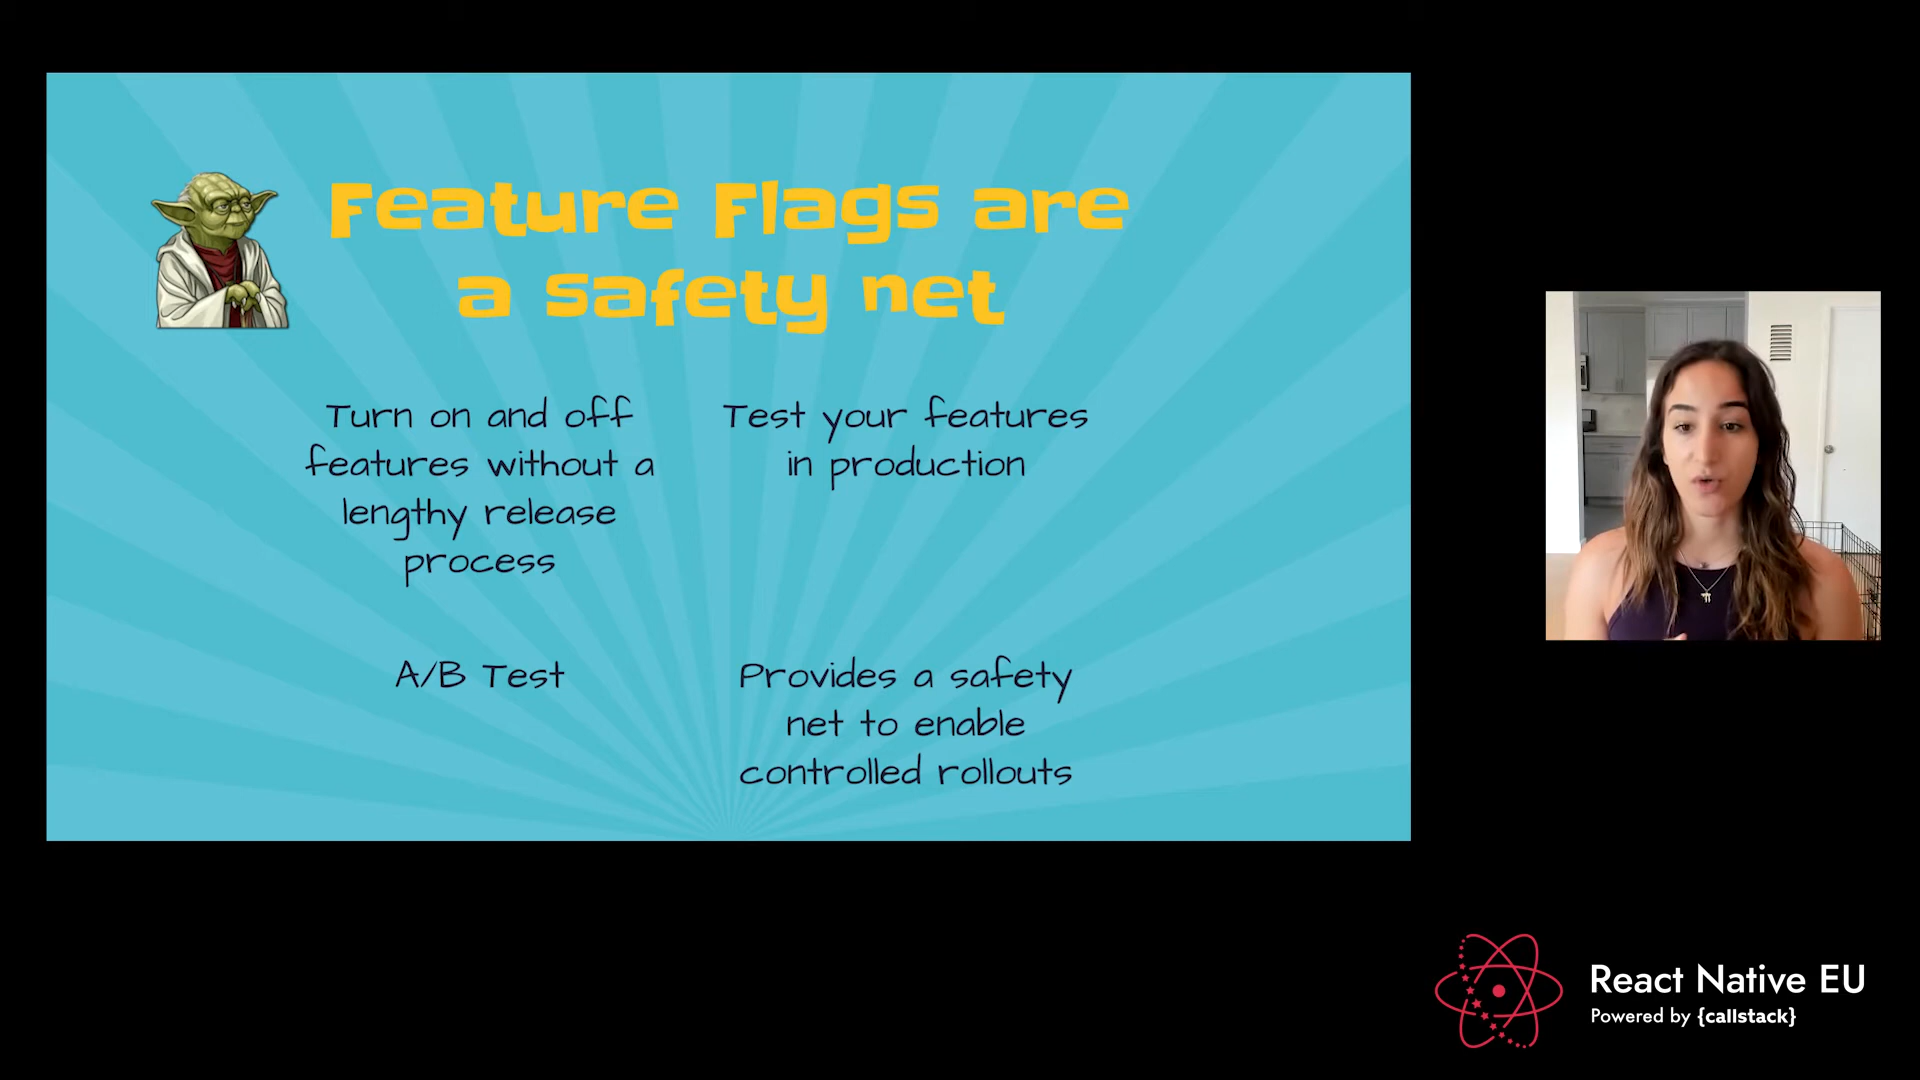 Feature Flags are
a safety net
Turn on and off
features without a
lengthy release
process
Test your features
in production
A/B Test
Provides a safety
net to enable
controlled rollouts
React Native EU
Powered by {callstack}